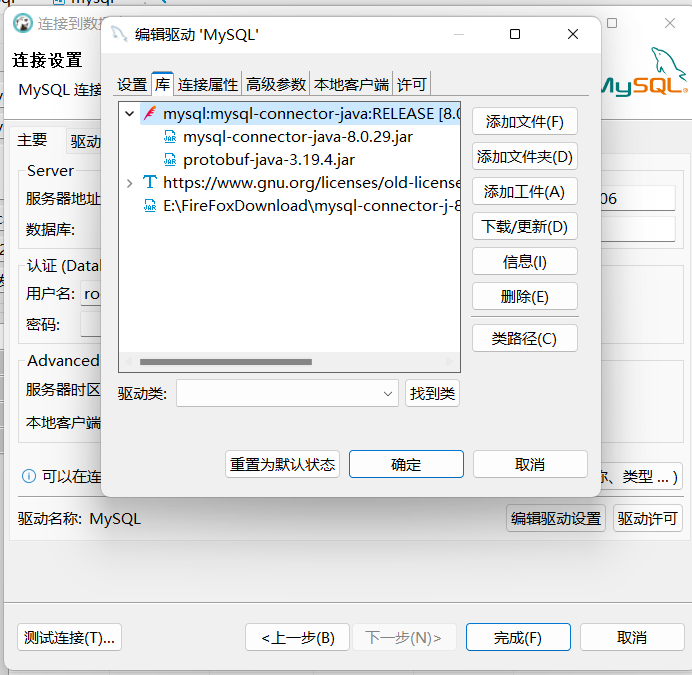 连接到数
编辑驱动 'MySQL'
连接设置
MySQL 连接
MySQL
设置 库 连接属性 高级参数 本地客户端 许可
mysql:mysql-connector-java:RELEASE [8.0
mysql-connector-java-8.0.29.jar
protobuf-java-3.19.4.jar
https://www.gnu.org/licenses/old-license
E:\FireFoxDownload\mysql-connector-j-8
添加文件(F)
添加文件夹(D)
添加工件(A)
下载/更新(D)
信息(I)
删除(E)
类路径(C)
驱动类:
找到类
重置为默认状态
确定
取消
主要 驱动
Server
服务器地址
06
数据库:
认证 (Data
用户名: ro
密码:
Advanced
服务器时区
本地客户端
可以在连
、类型 ... )
驱动名称: MySQL
编辑驱动设置
驱动许可
测试连接(T)...
<上一步(B)
下一步(N)>
完成(F)
取消